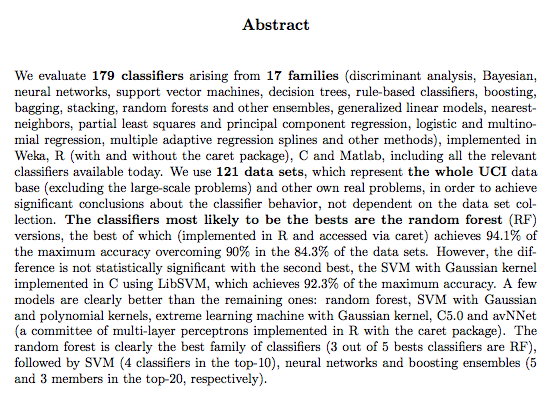 Abstract
We evaluate 179 classifiers arising from 17 families (discriminant analysis, Bayesian,
neural networks, support vector machines, decision trees, rule-based classifiers, boosting,
bagging, stacking, random forests and other ensembles, generalized linear models, nearest-
neighbors, partial least squares and principal component regression, logistic and multino-
mial regression, multiple adaptive regression splines and other methods), implemented in
Weka, R (with and without the caret package), C and Matlab, including all the relevant
classifiers available today. We use 121 data sets, which represent the whole UCI data
base (excluding the large-scale problems) and other own real problems, in order to achieve
significant conclusions about the classifier behavior, not dependent on the data set col-
lection. The classifiers most likely to be the bests are the random forest (RF)
versions, the best of which (implemented in R and accessed via caret) achieves 94.1% of
the maximum accuracy overcoming 90% in the 84.3% of the data sets. However, the dif-
ference is not statistically significant with the second best, the SVM with Gaussian kernel
implemented in C using LibSVM, which achieves 92.3% of the maximum accuracy. A few
models are clearly better than the remaining ones: random forest, SVM with Gaussian
and polynomial kernels, extreme learning machine with Gaussian kernel, C5.0 and avNNet
(a committee of multi-layer perceptrons implemented in R with the caret package). The
random forest is clearly the best family of classifiers (3 out of 5 bests classifiers are RF),
followed by SVM (4 classifiers in the top-10), neural networks and boosting ensembles (5
and 3 members in the top-20, respectively).